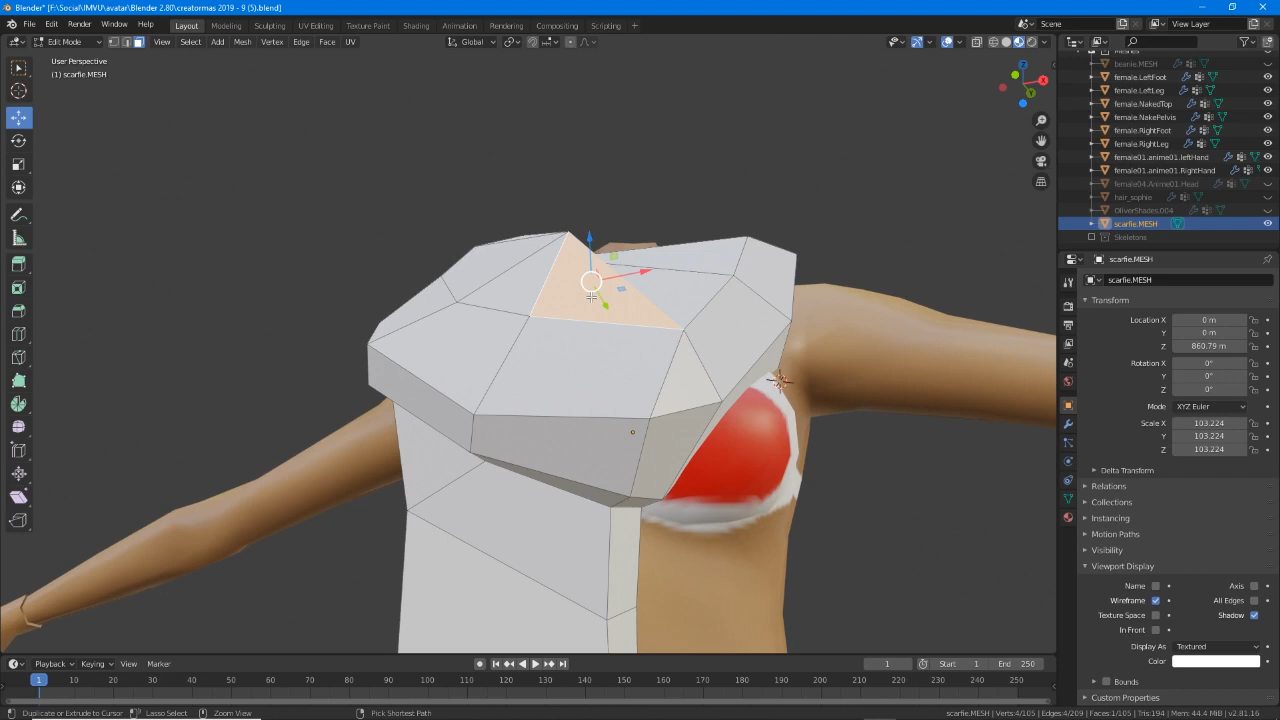 Blender* [F:\Social\IMVU\avatar\Blender 2.80\creatormas 2019 - 9 (5).blend]
File Edit Render Window Help Layout Modeling Sculpting UV Editing Texture Paint Shading Animation Rendering Compositing Scripting Scene View Layer
Edit Mode View Select Add Mesh Vertex Edge Face UV Global
User Perspective
(1) scarfie.MESH
beanie.MESH
female.LeftFoot
female.LeftLeg
female.NakedTop
female.NakePelvis
female.RightFoot
female.RightLeg
female01.anime01.leftHand
female01.anime01.RightHand
female04.Anime01.Head
hair_sophie
OliverShades.004
scarfie.MESH
Skeletons
scarfie.MESH
scarfie.MESH
Transform
Location X 0 m
Y 0 m
Z 860.79 m
Rotation X 0°
Y 0°
Z 0°
Mode XYZ Euler
Scale X 103.224
Y 103.224
Z 103.224
Delta Transform
Relations
Collections
Instancing
Motion Paths
Visibility
Viewport Display
Name Axis
Wireframe All Edges
Texture Space Shadow
In Front
Display As Textured
Color
Bounds
Custom Properties
Playback Keying View Marker 1 Start 1 End 250
1 10 20 30 40 50 60 70 80 90 100 110 120 130 140 150 160 170 180 190 200 210 220 230 240 250
Duplicate or Extrude to Cursor Lasso Select Zoom View Pick Shortest Path scarfie.MESH | Verts:4/105 | Edges:4/209 | Faces:1/105 | Tris:194 | Mem: 44.4 MiB | v2.81.16